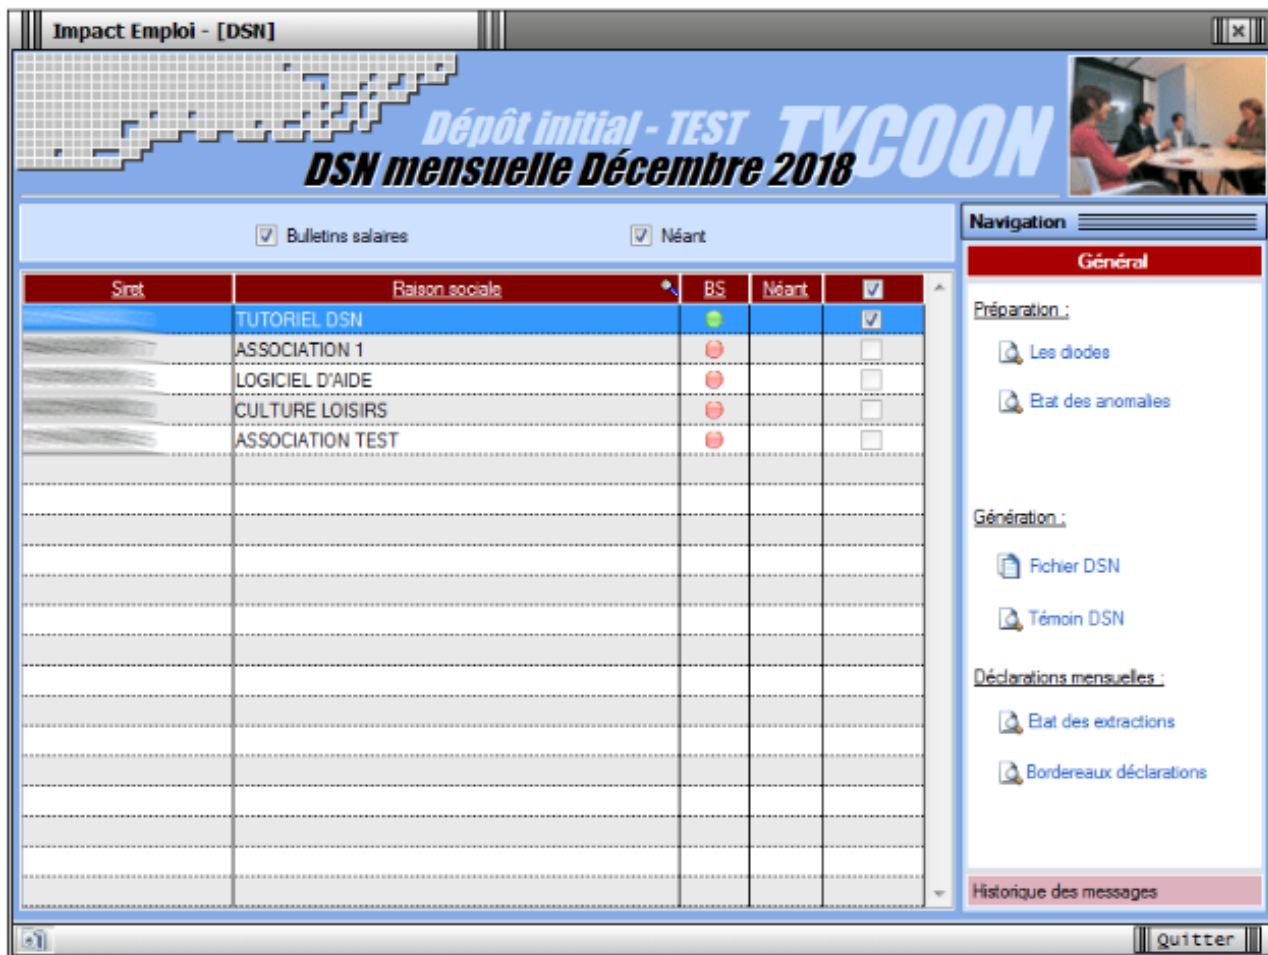 Impact Emploi - [DSN]
Dépôt initial - TEST TYCOON
DSN mensuelle Décembre 2018
Bulletins salaires Néant
Siret Raison sociale BS Néant
TUTORIEL DSN
ASSOCIATION 1
LOGICIEL D'AIDE
CULTURE LOISIRS
ASSOCIATION TEST
Navigation
Général
Préparation :
Les diodes
Etat des anomalies
Génération :
Fichier DSN
Témoin DSN
Déclarations mensuelles :
Etat des extractions
Bordereaux déclarations
Historique des messages
Quitter